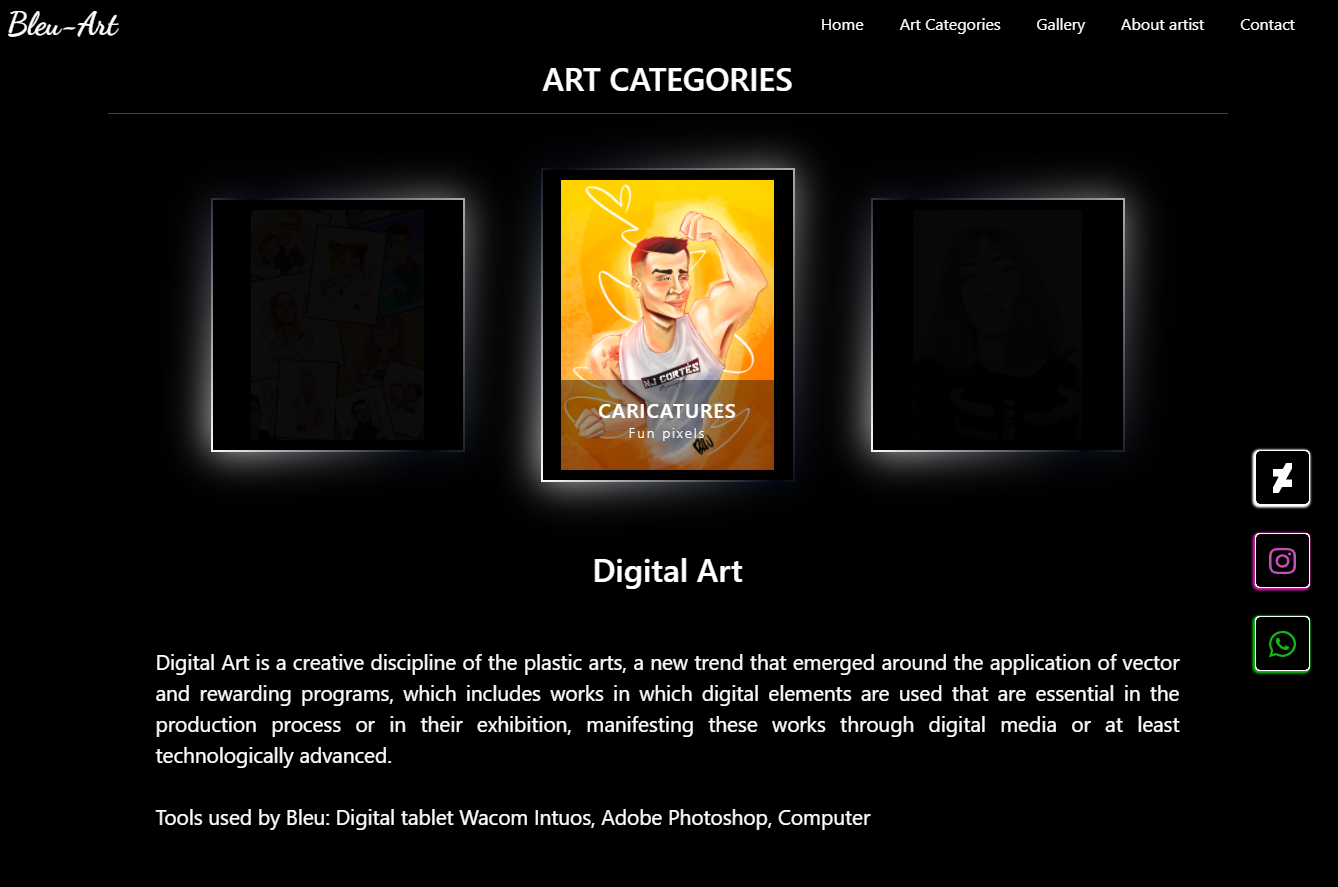 Bleu-Art
Home
Art Categories
Gallery
About artist
Contact
ART CATEGORIES
N.J CORTÉS
CARICATURES
Fun pixels
Digital Art
Digital Art is a creative discipline of the plastic arts, a new trend that emerged around the application of vector
and rewarding programs, which includes works in which digital elements are used that are essential in the
production process or in their exhibition, manifesting these works through digital media or at least
technologically advanced.
Tools used by Bleu: Digital tablet Wacom Intuos, Adobe Photoshop, Computer